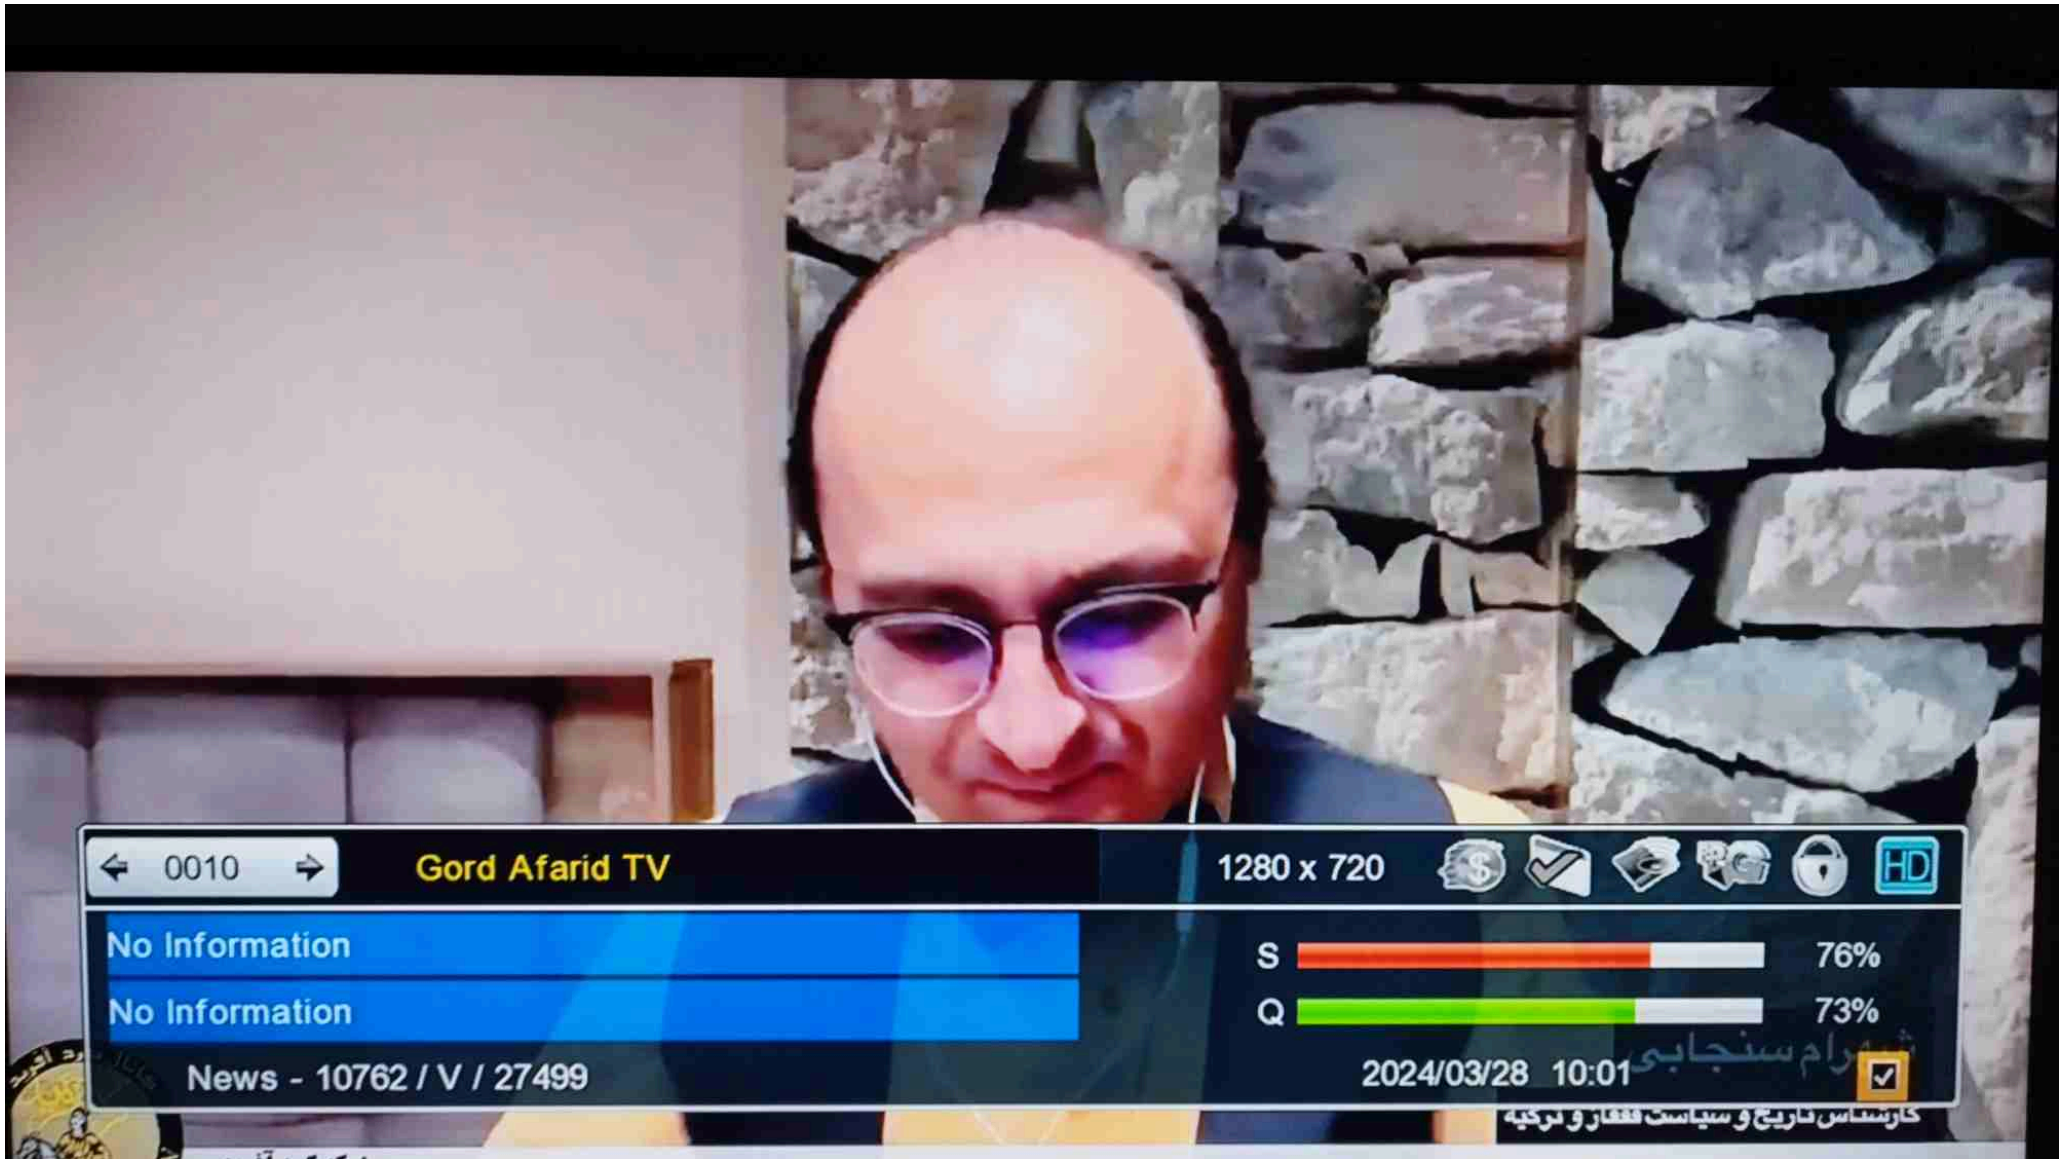 0010 Gord Afarid TV 1280 x 720 HD
No Information
S 76%
No Information
Q 73%
شهرام سنجابی
News - 10762 / V / 27499 2024/03/28 10:01
کارشناس تاریخ و سیاست قفقاز و ترکیه